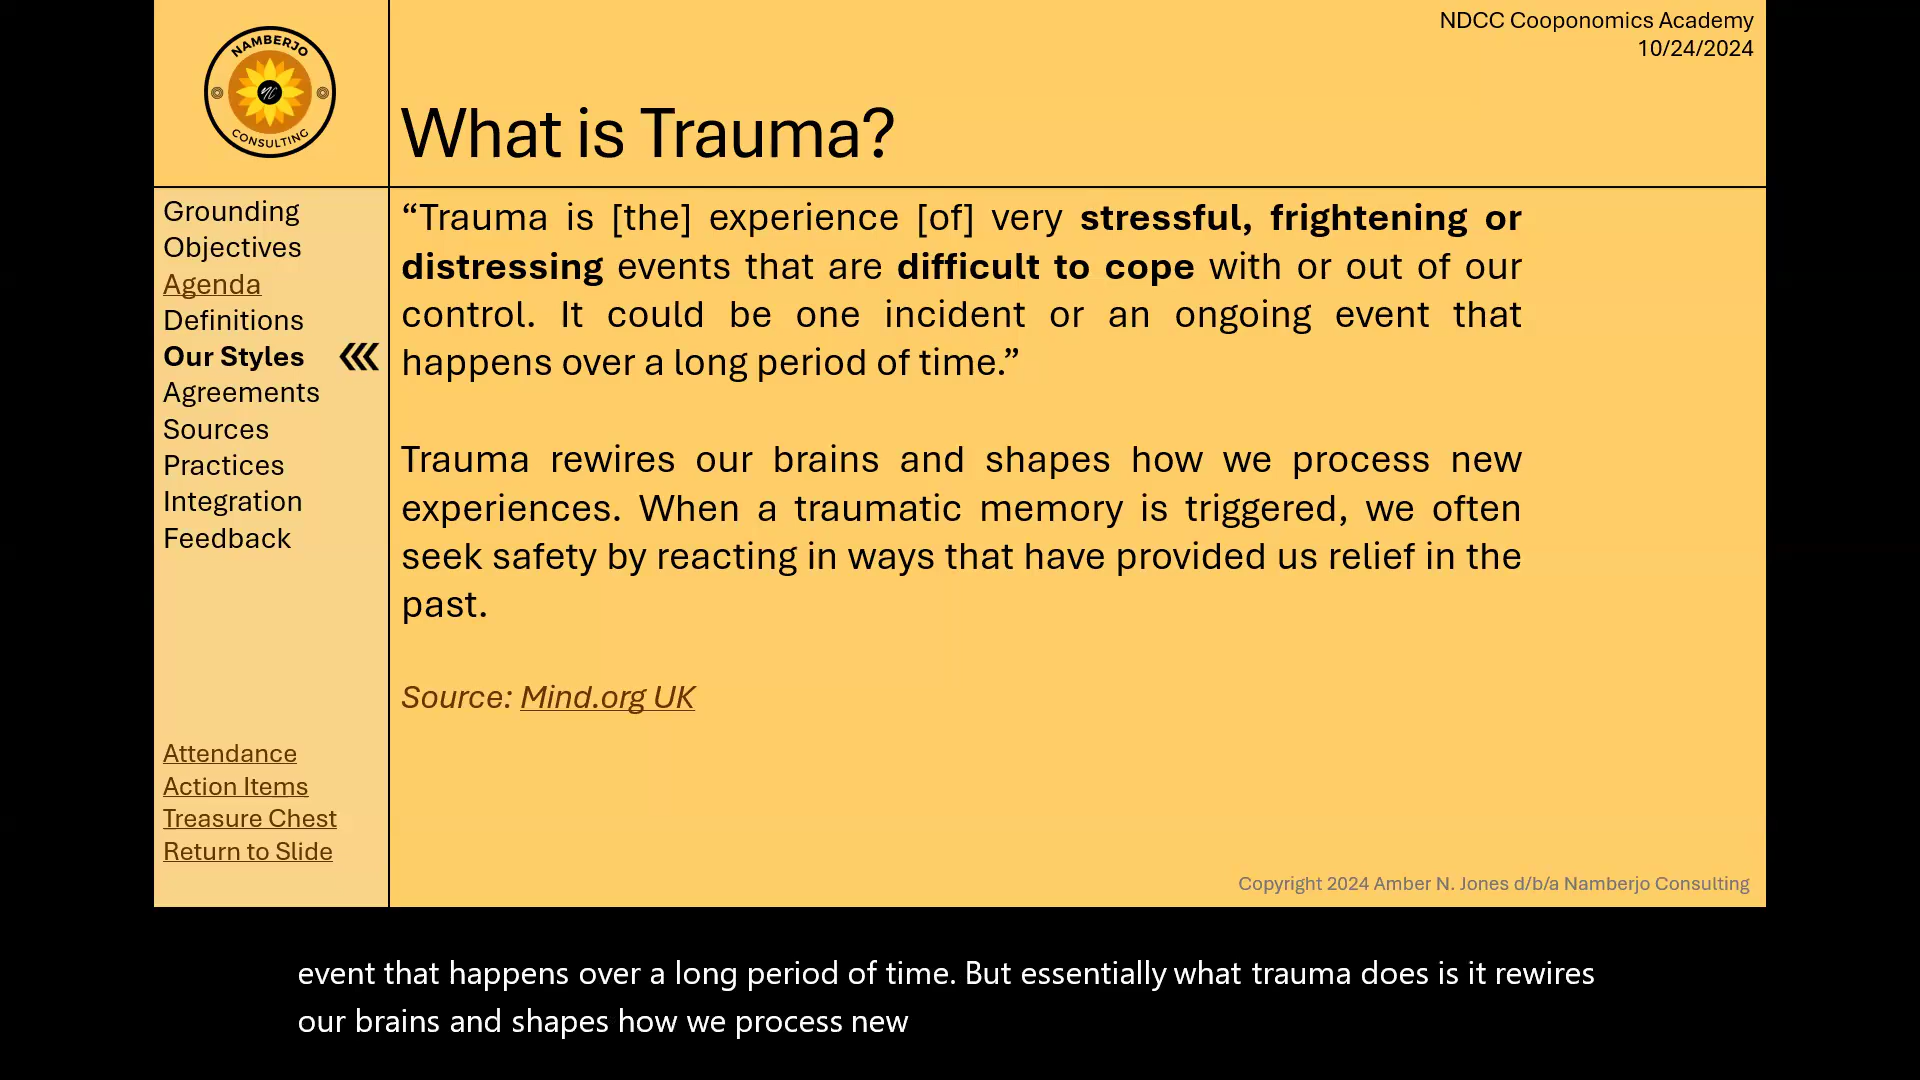 NAMBERJO
NC
CONSULTING
NDCC Cooponomics Academy
10/24/2024
What is Trauma?
Grounding
Objectives
Agenda
Definitions
Our Styles
Agreements
Sources
Practices
Integration
Feedback
Attendance
Action Items
Treasure Chest
Return to Slide
“Trauma is [the] experience [of] very stressful, frightening or
distressing events that are difficult to cope with or out of our
control. It could be one incident or an ongoing event that
happens over a long period of time.”
Trauma rewires our brains and shapes how we process new
experiences. When a traumatic memory is triggered, we often
seek safety by reacting in ways that have provided us relief in the
past.
Source: Mind.org UK
Copyright 2024 Amber N. Jones d/b/a Namberjo Consulting
event that happens over a long period of time. But essentially what trauma does is it rewires
our brains and shapes how we process new